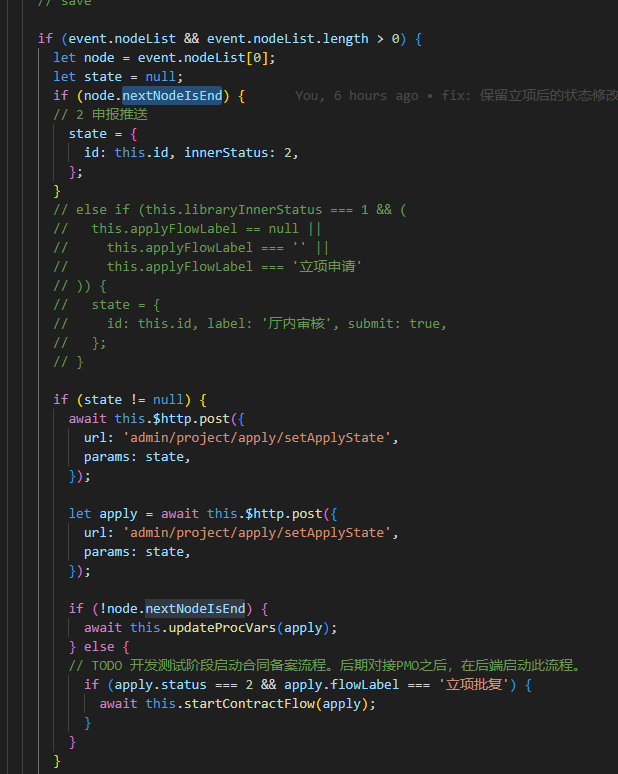 // save
if (event.nodeList && event.nodeList.length > 0) {
let node = event.nodeList[0];
let state = null;
if (node.nextNodeIsEnd) { You, 6 hours ago • fix: 保留立项后的状态修改
// 2 申报推送
state = {
id: this.id, innerStatus: 2,
};
}
// else if (this.libraryInnerStatus === 1 && (
// this.applyFlowLabel == null ||
// this.applyFlowLabel === '' ||
// this.applyFlowLabel === '立项申请'
// )) {
// state = {
// id: this.id, label: '厅内审核', submit: true,
// };
// }
if (state != null) {
await this.$http.post({
url: 'admin/project/apply/setApplyState',
params: state,
});
let apply = await this.$http.post({
url: 'admin/project/apply/setApplyState',
params: state,
});
if (!node.nextNodeIsEnd) {
await this.updateProcVars(apply);
} else {
// TODO 开发测试阶段启动合同备案流程。后期对接PMO之后，在后端启动此流程。
if (apply.status === 2 && apply.flowLabel === '立项批复') {
await this.startContractFlow(apply);
}
}
}